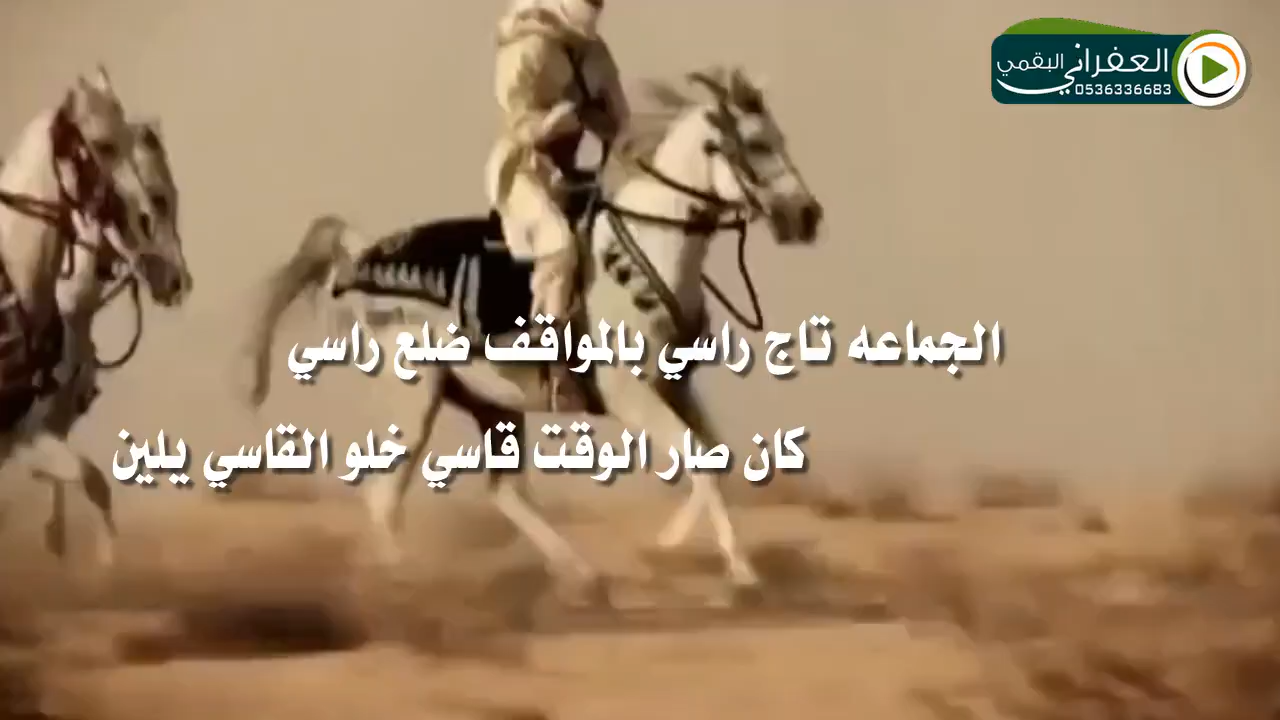 العفراني البقمي
0536336683
الجماعه تاج راسي بالمواقف ضلع راسي
كان صار الوقت قاسي خلو القاسي يلين